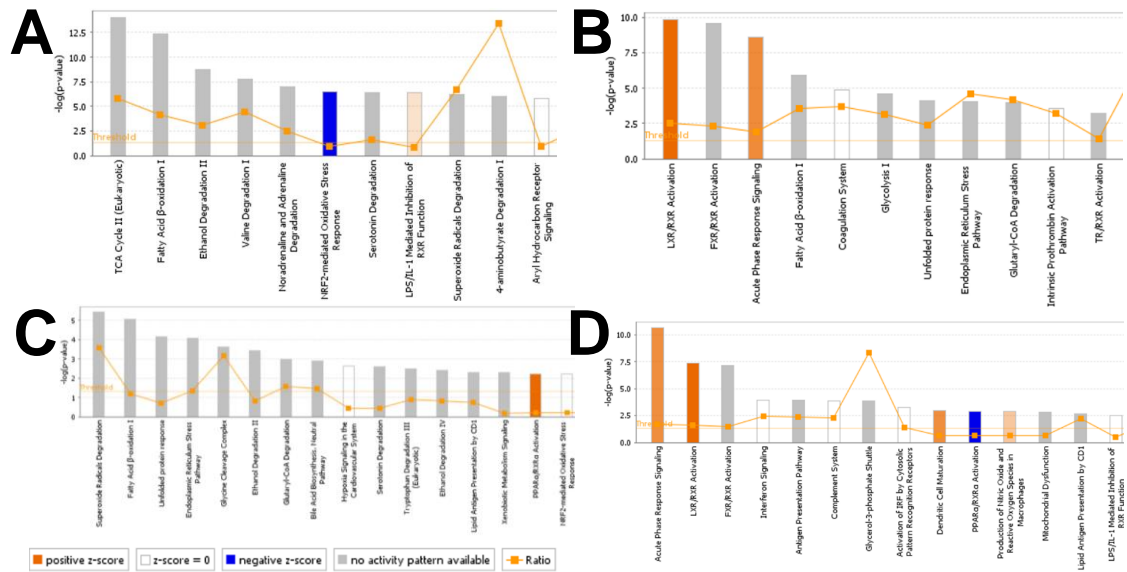 A
-log(p-value)
12.5
10.0
7.5
5.0
2.5
0.0
Threshold
TCA Cycle II (Eukaryotic)
Fatty Acid β-oxidation I
Ethanol Degradation II
Valine Degradation I
Noradrenaline and Adrenaline
Degradation
NRF2-mediated Oxidative Stress
Response
Serotonin Degradation
LPS/IL-1 Mediated Inhibition of
RXR Function
Superoxide Radicals Degradation
4-aminobutyrate Degradation I
Aryl Hydrocarbon Receptor
Signaling
B
-log(p-value)
10.0
7.5
5.0
2.5
0.0
Threshold
LXR/RXR Activation
FXR/RXR Activation
Acute Phase Response Signaling
Fatty Acid β-oxidation I
Coagulation System
Glycolysis I
Unfolded protein response
Endoplasmic Reticulum Stress
Pathway
Glutaryl-CoA Degradation
Intrinsic Prothrombin Activation
Pathway
TR/RXR Activation
C
-log(p-value)
5
4
3
2
1
0
Threshold
Superoxide Radicals Degradation
Fatty Acid β-oxidation I
Unfolded protein response
Endoplasmic Reticulum Stress
Pathway
Glycine Cleavage Complex
Ethanol Degradation II
Glutaryl-CoA Degradation
Bile Acid Biosynthesis, Neutral
Pathway
Hypoxia Signaling in the
Cardiovascular System
Serotonin Degradation
Tryptophan Degradation III
(Eukaryotic)
Ethanol Degradation IV
Lipid Antigen Presentation by CD1
Xenobiotic Metabolism Signaling
PPARα/RXRα Activation
NRF2-mediated Oxidative Stress
Response
D
-log(p-value)
10.0
7.5
5.0
2.5
0.0
Threshold
Acute Phase Response Signaling
LXR/RXR Activation
FXR/RXR Activation
Interferon Signaling
Antigen Presentation Pathway
Complement System
Glycerol-3-phosphate Shuttle
Activation of IRF by Cytosolic
Pattern Recognition Receptors
Dendritic Cell Maturation
PPARα/RXRα Activation
Production of Nitric Oxide and
Reactive Oxygen Species in
Macrophages
Mitochondrial Dysfunction
Lipid Antigen Presentation by CD1
LPS/IL-1 Mediated Inhibition of
RXR Function
positive z-score
z-score = 0
negative z-score
no activity pattern available
Ratio